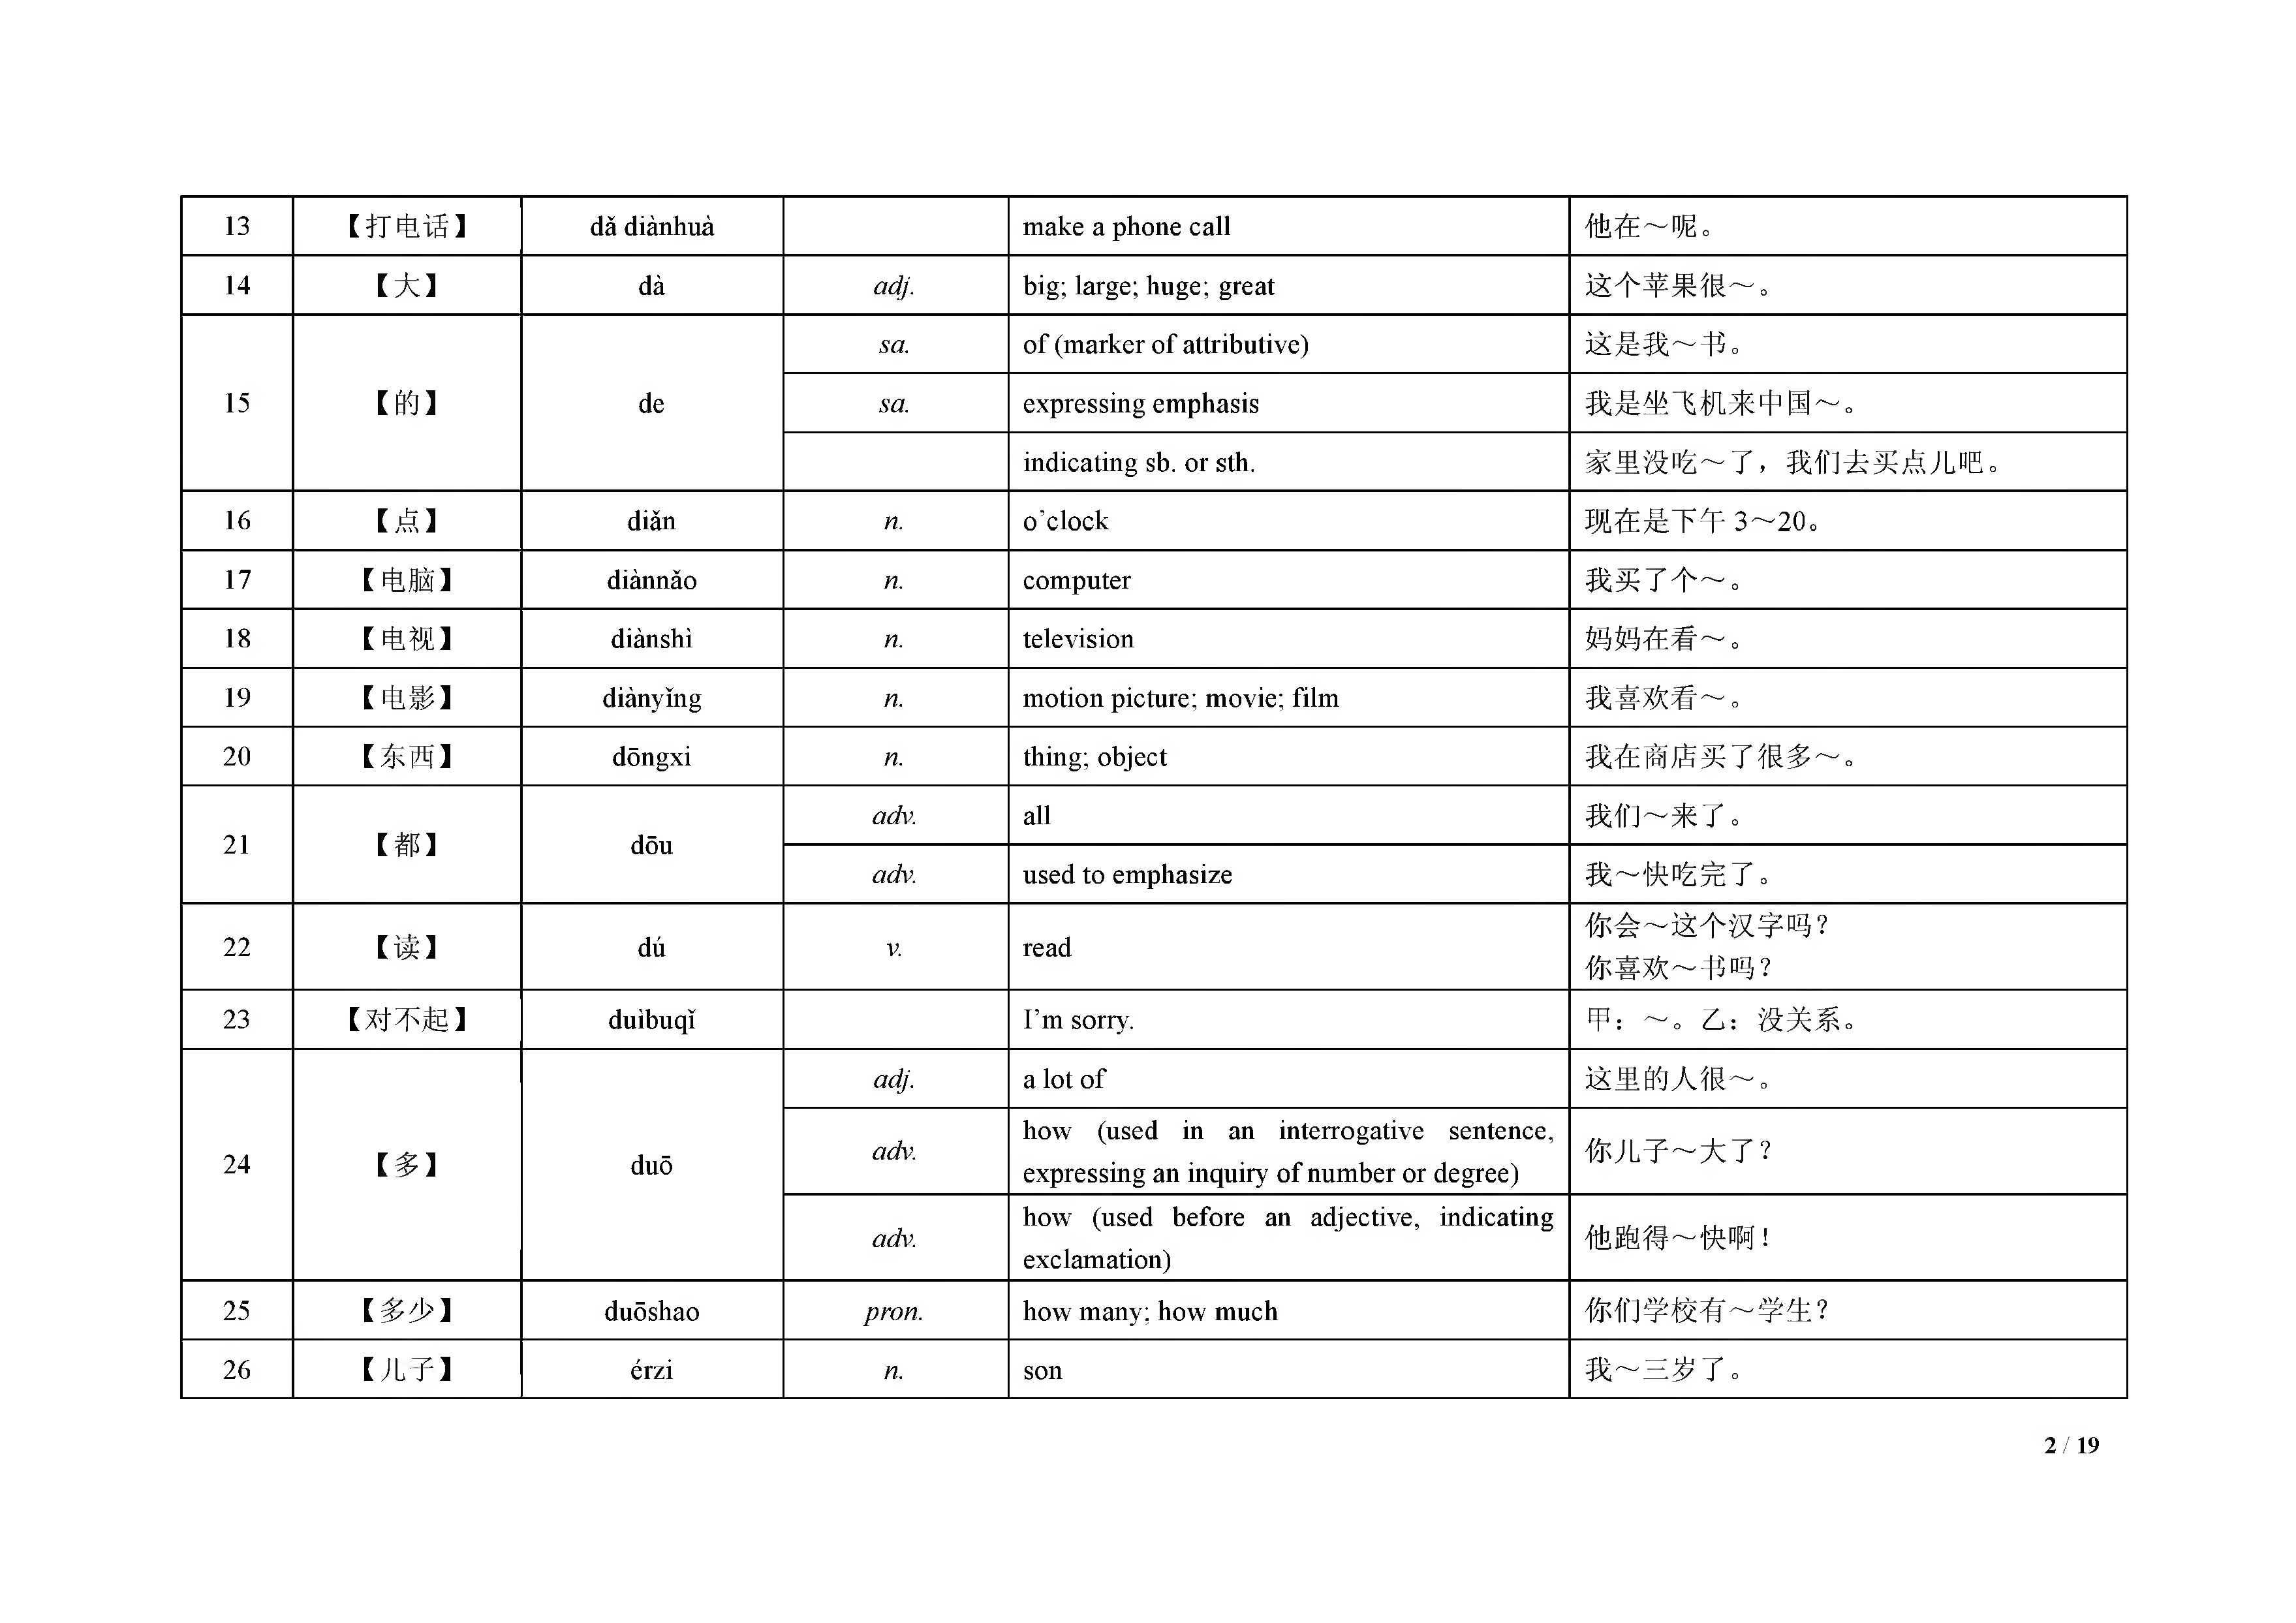 13 【打电话】 dǎ diànhuà make a phone call 他在～呢。
14 【大】 dà adj. big; large; huge; great 这个苹果很～。
15 【的】 de sa. of (marker of attributive) 这是我～书。
sa. expressing emphasis 我是坐飞机来中国～。
indicating sb. or sth. 家里没吃～了，我们去买点儿吧。
16 【点】 diǎn n. o’clock 现在是下午 3～20。
17 【电脑】 diànnǎo n. computer 我买了个～。
18 【电视】 diànshì n. television 妈妈在看～。
19 【电影】 diànyǐng n. motion picture; movie; film 我喜欢看～。
20 【东西】 dōngxi n. thing; object 我在商店买了很多～。
21 【都】 dōu adv. all 我们～来了。
adv. used to emphasize 我～快吃完了。
22 【读】 dú v. read 你会～这个汉字吗？
你喜欢～书吗？
23 【对不起】 duìbuqǐ I’m sorry. 甲：～。乙：没关系。
24 【多】 duō adj. a lot of 这里的人很～。
adv. how (used in an interrogative sentence,
expressing an inquiry of number or degree) 你儿子～大了？
adv. how (used before an adjective, indicating
exclamation) 他跑得～快啊！
25 【多少】 duōshao pron. how many; how much 你们学校有～学生？
26 【儿子】 érzi n. son 我～三岁了。
2 / 19